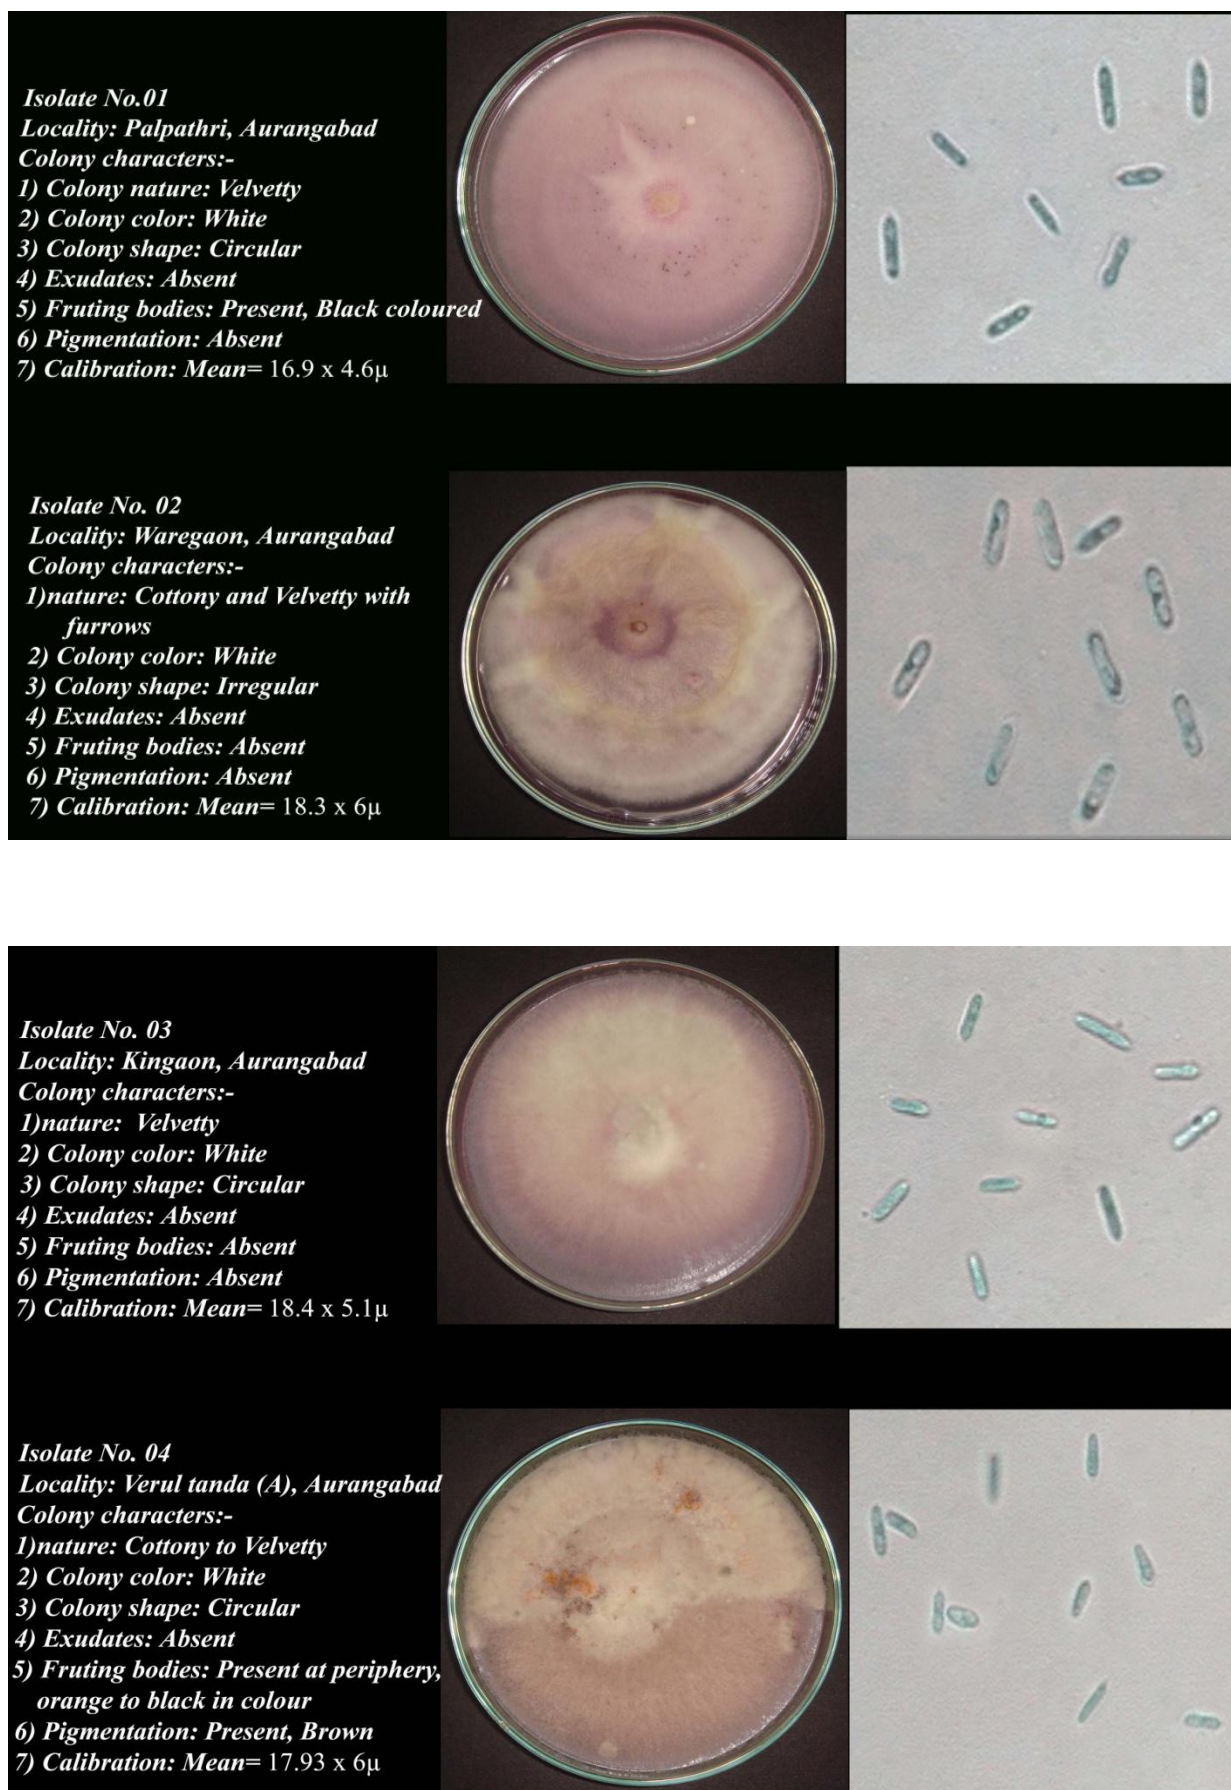 Isolate No.01
Locality: Palpathri, Aurangabad
Colony characters:-
1) Colony nature: Velvetty
2) Colony color: White
3) Colony shape: Circular
4) Exudates: Absent
5) Fruting bodies: Present, Black coloured
6) Pigmentation: Absent
7) Calibration: Mean= 16.9 x 4.6µ
Isolate No. 02
Locality: Waregaon, Aurangabad
Colony characters:-
1)nature: Cottony and Velvetty with
furrows
2) Colony color: White
3) Colony shape: Irregular
4) Exudates: Absent
5) Fruting bodies: Absent
6) Pigmentation: Absent
7) Calibration: Mean= 18.3 x 6µ
Isolate No. 03
Locality: Kingaon, Aurangabad
Colony characters:-
1)nature: Velvetty
2) Colony color: White
3) Colony shape: Circular
4) Exudates: Absent
5) Fruting bodies: Absent
6) Pigmentation: Absent
7) Calibration: Mean= 18.4 x 5.1µ
Isolate No. 04
Locality: Verul tanda (A), Aurangabad
Colony characters:-
1)nature: Cottony to Velvetty
2) Colony color: White
3) Colony shape: Circular
4) Exudates: Absent
5) Fruting bodies: Present at periphery,
orange to black in colour
6) Pigmentation: Present, Brown
7) Calibration: Mean= 17.93 x 6µ